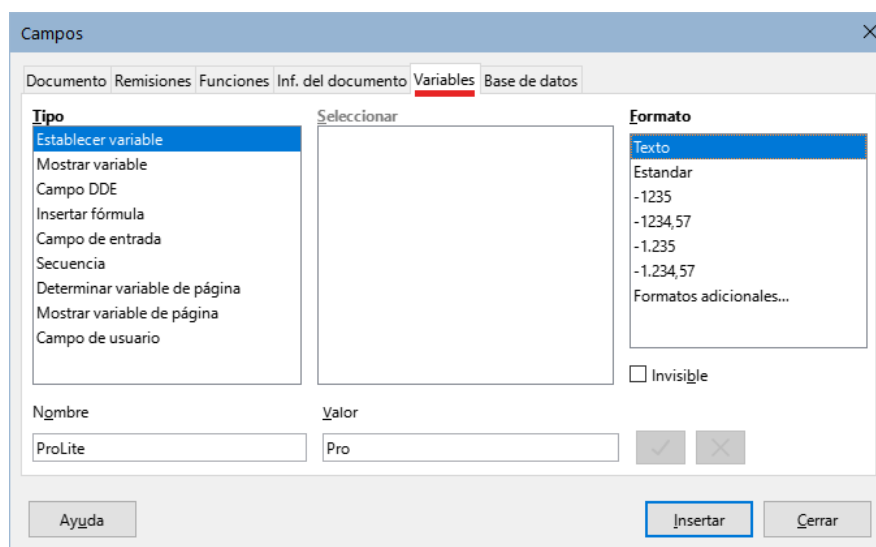 Campos
Documento Remisiones Funciones Inf. del documento Variables Base de datos
Tipo
Establecer variable
Mostrar variable
Campo DDE
Insertar fórmula
Campo de entrada
Secuencia
Determinar variable de página
Mostrar variable de página
Campo de usuario
Seleccionar
Formato
Texto
Estandar
-1235
-1234,57
-1.235
-1.234,57
Formatos adicionales...
Invisible
Nombre
ProLite
Valor
Pro
Ayuda
Insertar
Cerrar